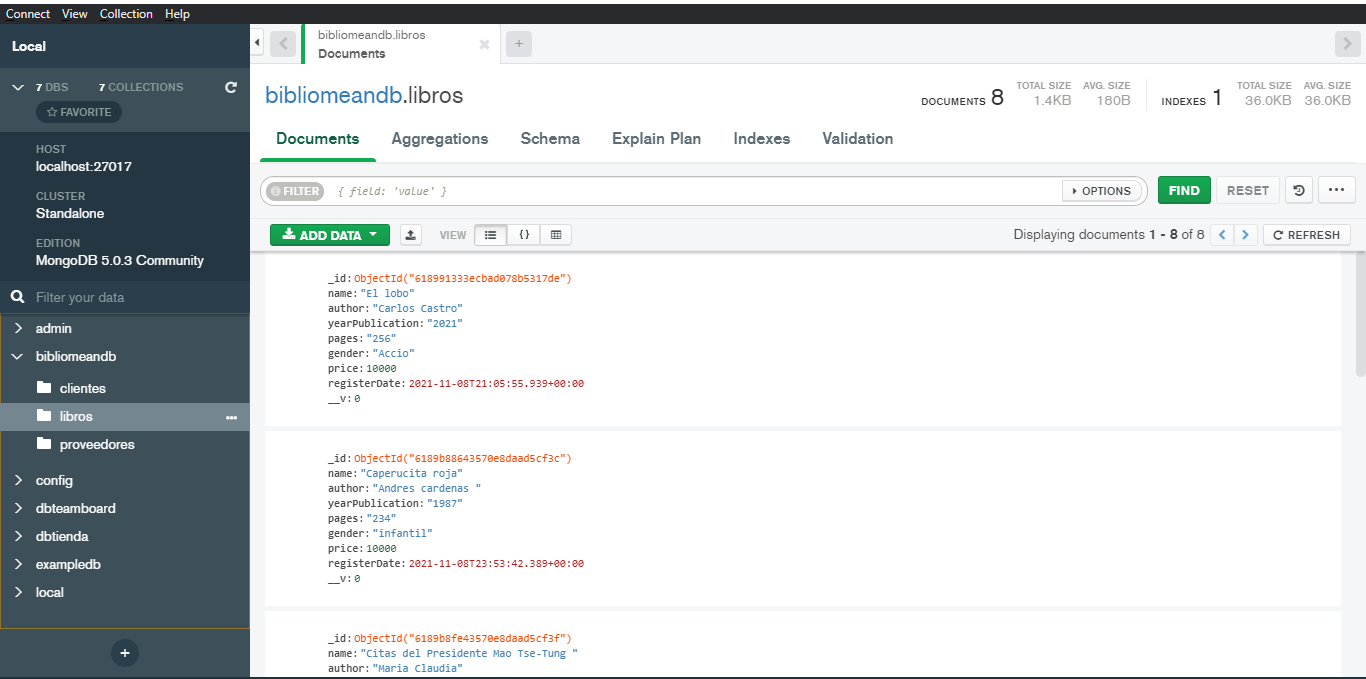 Connect View Collection Help
Local
7 DBS 7 COLLECTIONS
FAVORITE
HOST
localhost:27017
CLUSTER
Standalone
EDITION
MongoDB 5.0.3 Community
Filter your data
admin
bibliomeandb
clientes
libros
proveedores
config
dbteamboard
dbtienda
exampledb
local
bibliomeandb.libros
Documents
bibliomeandb.libros
DOCUMENTS 8 TOTAL SIZE 1.4KB AVG. SIZE 180B INDEXES 1 TOTAL SIZE 36.0KB AVG. SIZE 36.0KB
Documents Aggregations Schema Explain Plan Indexes Validation
FILTER { field: 'value' } OPTIONS FIND RESET
ADD DATA VIEW {} Displaying documents 1 - 8 of 8 REFRESH
_id: ObjectId("618991333ecbad078b5317de")
name: "El lobo"
author: "Carlos Castro"
yearPublication: "2021"
pages: "256"
gender: "Accio"
price: 10000
registerDate: 2021-11-08T21:05:55.939+00:00
__v: 0
_id: ObjectId("6189b88643570e8daad5cf3c")
name: "Caperucita roja"
author: "Andres cardenas "
yearPublication: "1987"
pages: "234"
gender: "infantil"
price: 10000
registerDate: 2021-11-08T23:53:42.389+00:00
__v: 0
_id: ObjectId("6189b8fe43570e8daad5cf3f")
name: "Citas del Presidente Mao Tse-Tung "
author: "Maria Claudia"